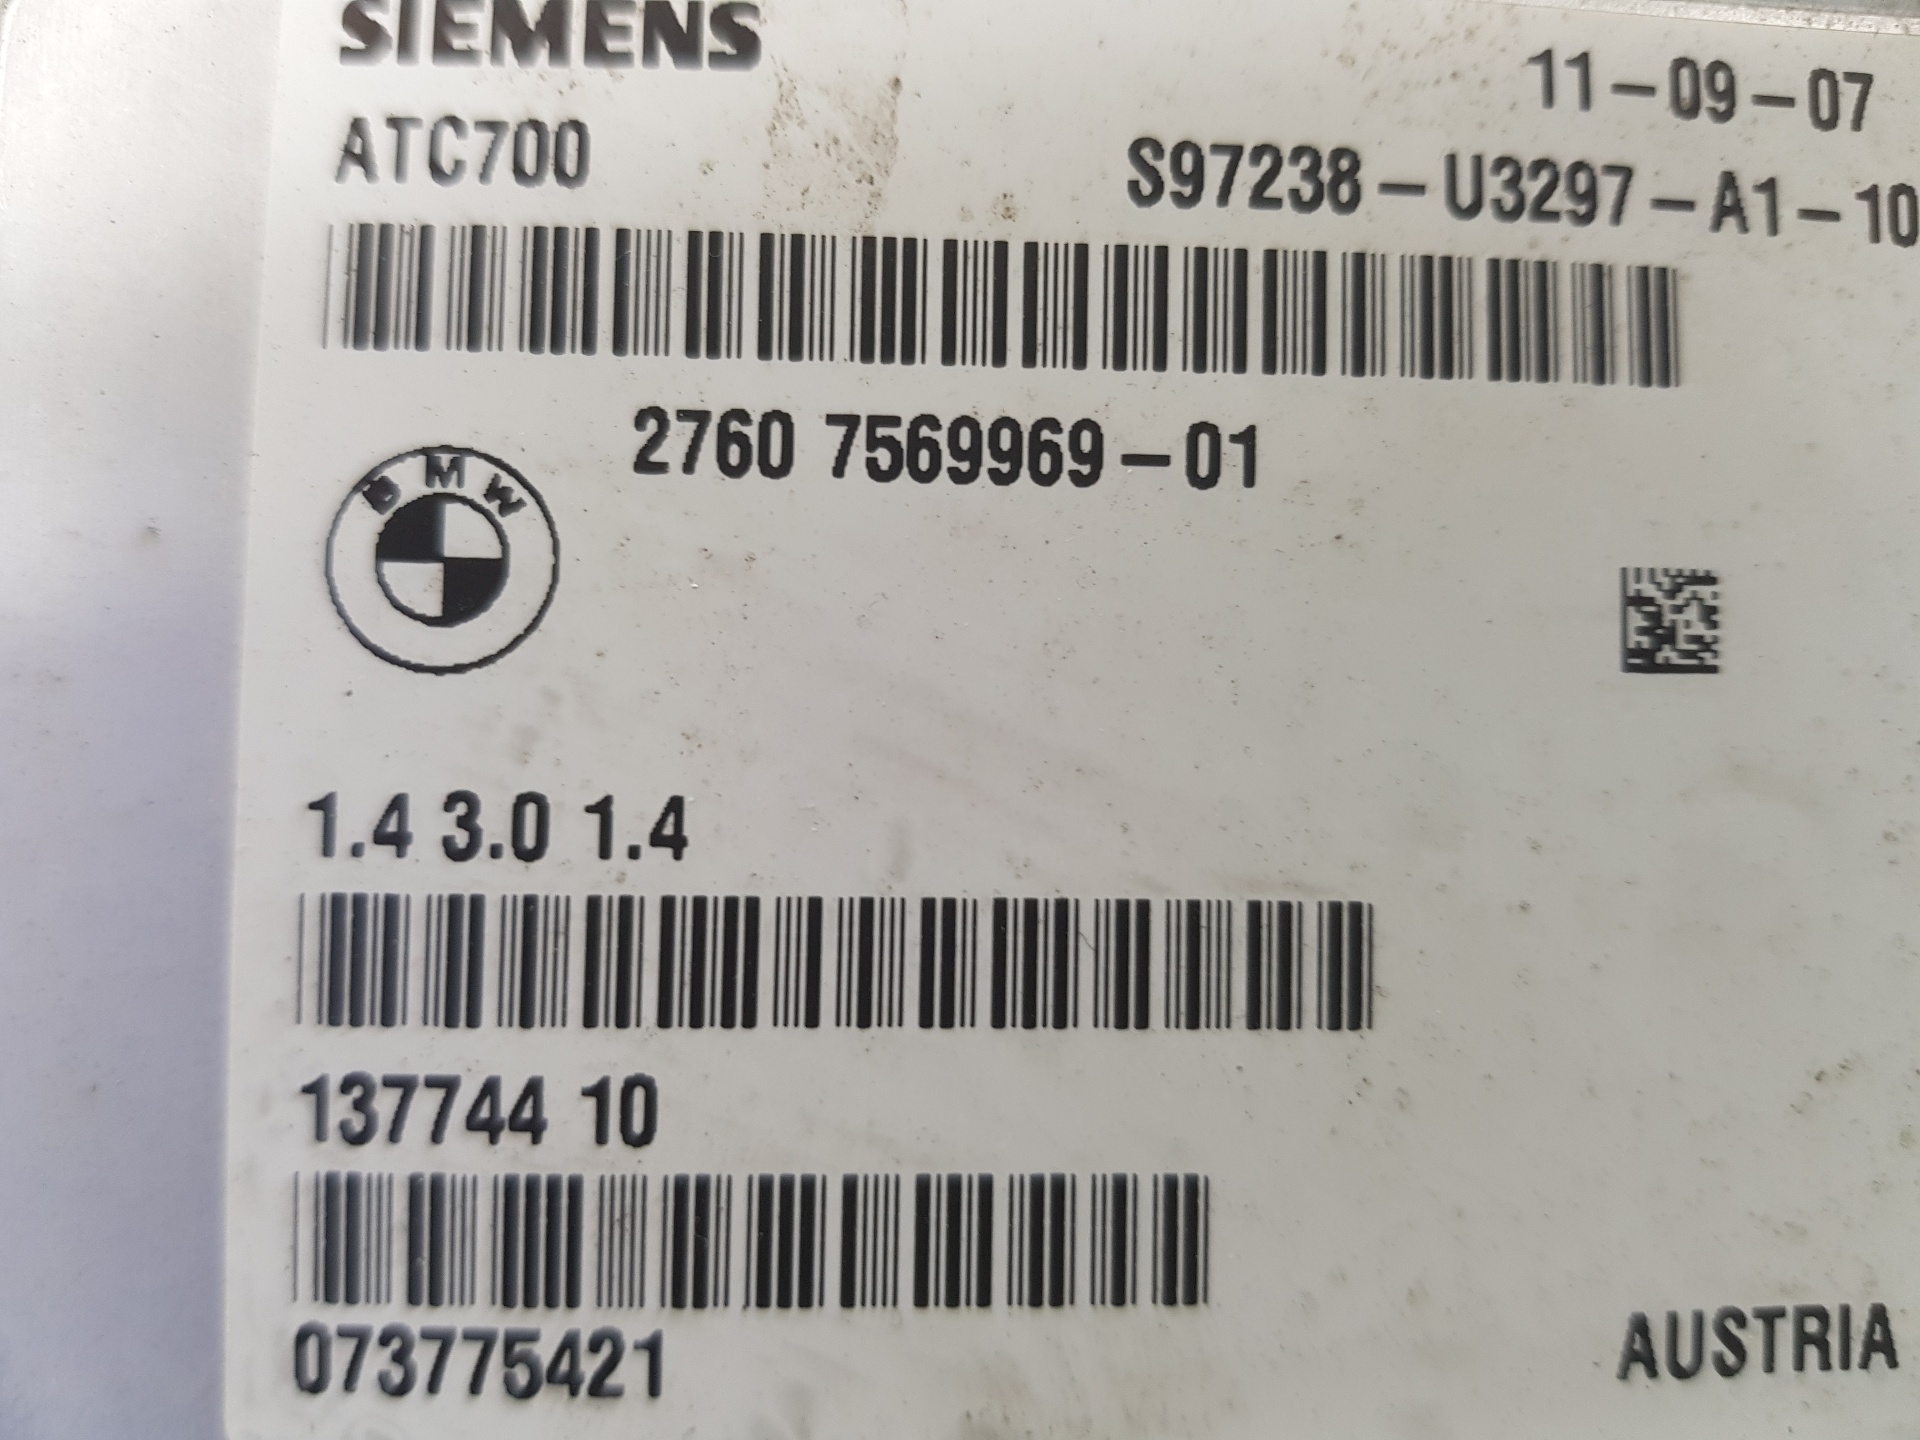 SIEMENS
11-09-07
ATC700
S97238-U3297-A1-10
2760 7569969-01
BMW
1.4 3.0 1.4
137744 10
073775421
AUSTRIA